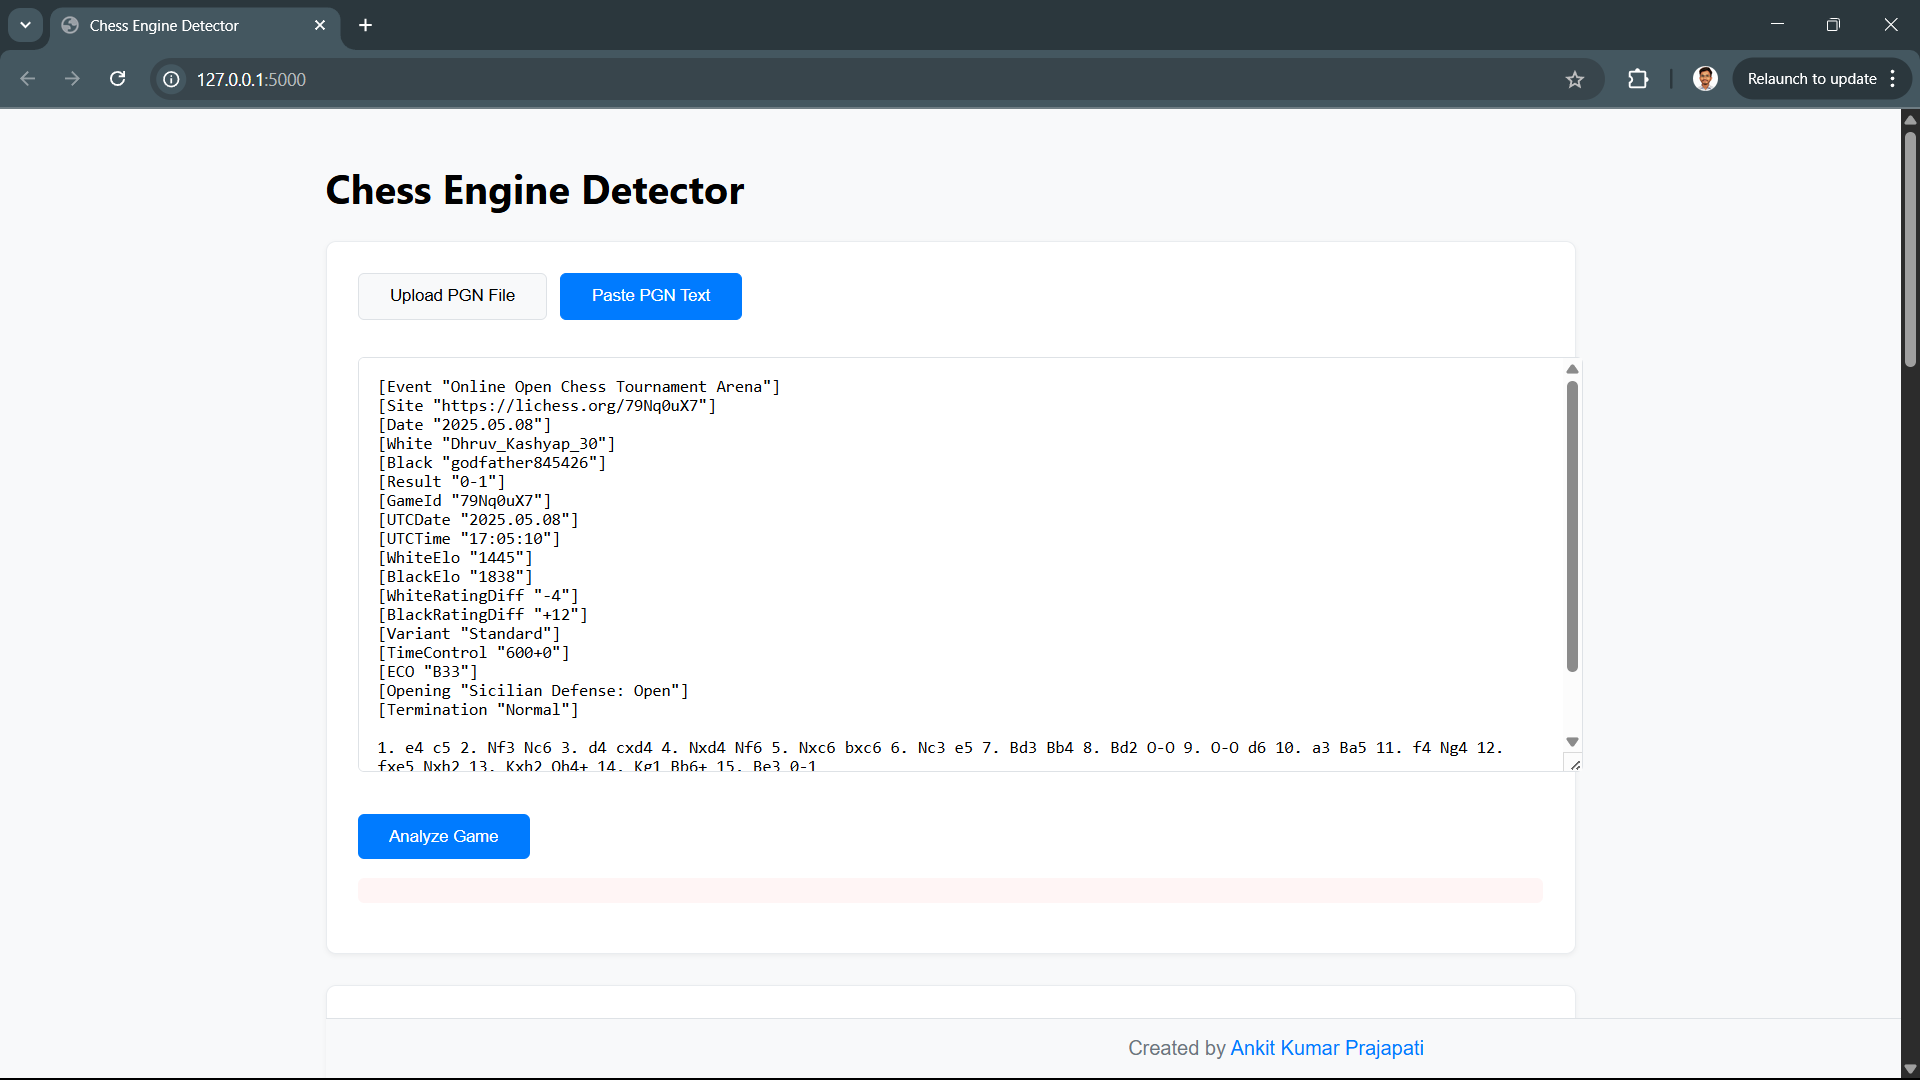 Chess Engine Detector
127.0.0.1:5000
Relaunch to update
Chess Engine Detector
Upload PGN File
Paste PGN Text
[Event "Online Open Chess Tournament Arena"]
[Site "https://lichess.org/79Nq0uX7"]
[Date "2025.05.08"]
[White "Dhruv_Kashyap_30"]
[Black "godfather845426"]
[Result "0-1"]
[GameId "79Nq0uX7"]
[UTCDate "2025.05.08"]
[UTCTime "17:05:10"]
[WhiteElo "1445"]
[BlackElo "1838"]
[WhiteRatingDiff "-4"]
[BlackRatingDiff "+12"]
[Variant "Standard"]
[TimeControl "600+0"]
[ECO "B33"]
[Opening "Sicilian Defense: Open"]
[Termination "Normal"]
1. e4 c5 2. Nf3 Nc6 3. d4 cxd4 4. Nxd4 Nf6 5. Nxc6 bxc6 6. Nc3 e5 7. Bd3 Bb4 8. Bd2 O-O 9. O-O d6 10. a3 Ba5 11. f4 Ng4 12.
fxe5 Nxh2 13. Kxh2 Qh4+ 14. Kg1 Bb6+ 15. Be3 0-1
Analyze Game
Created by Ankit Kumar Prajapati